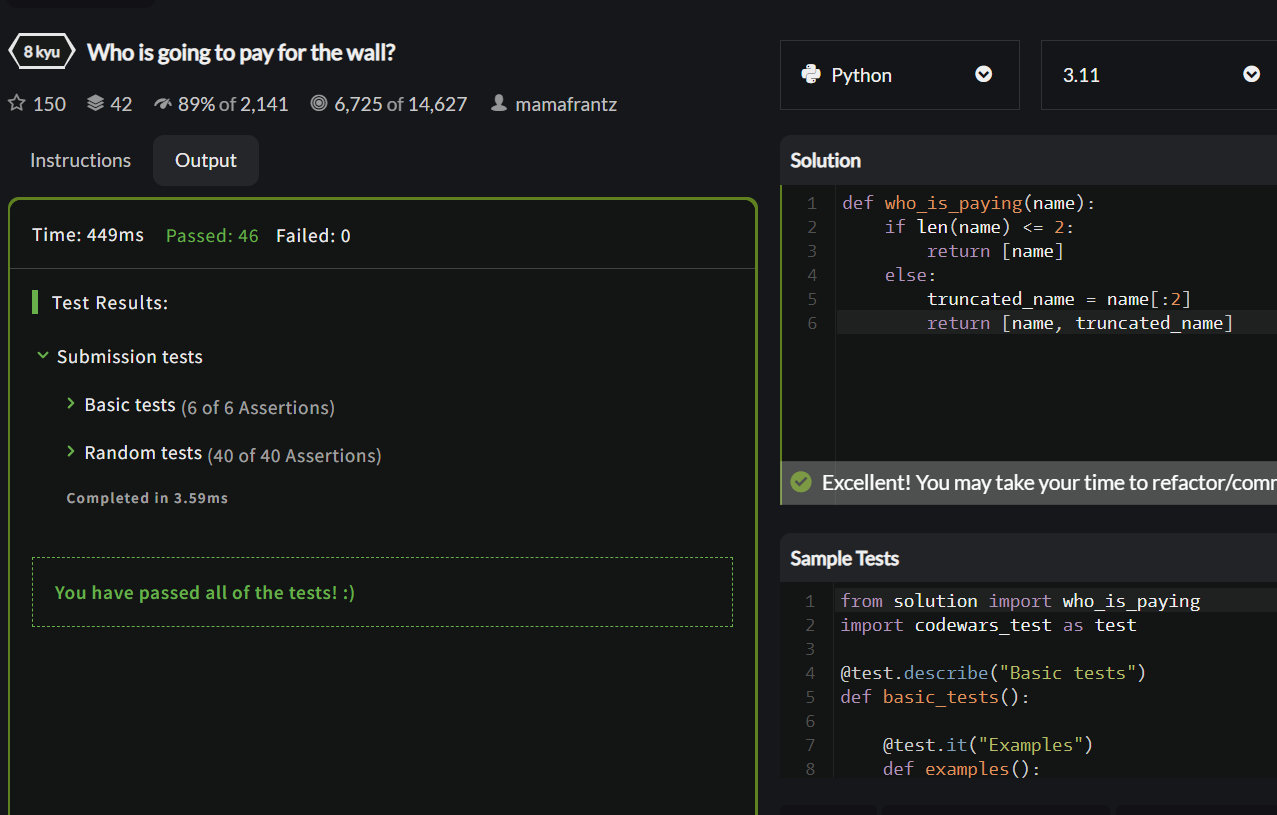 8 kyu Who is going to pay for the wall?
150 42 89% of 2,141 6,725 of 14,627 mamafrantz
Instructions Output
Time: 449ms Passed: 46 Failed: 0
Test Results:
Submission tests
Basic tests (6 of 6 Assertions)
Random tests (40 of 40 Assertions)
Completed in 3.59ms
You have passed all of the tests! :)
Python 3.11
Solution
1 def who_is_paying(name):
2     if len(name) <= 2:
3         return [name]
4     else:
5         truncated_name = name[:2]
6         return [name, truncated_name]
Excellent! You may take your time to refactor/comm
Sample Tests
1 from solution import who_is_paying
2 import codewars_test as test
3
4 @test.describe("Basic tests")
5 def basic_tests():
6
7     @test.it("Examples")
8     def examples():